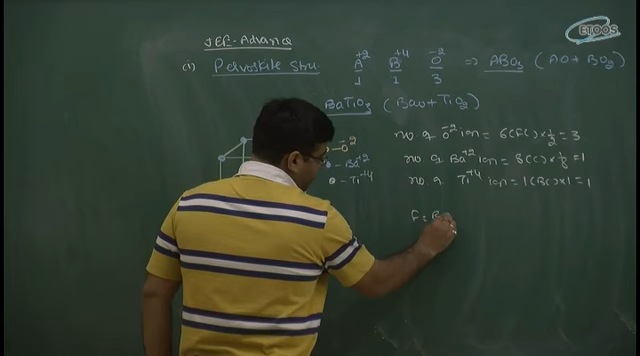 ETOOS
JEE-Advance
(1) Perovskite Stru. A+2 B+4 O-2 ⇒ ABO3 (AO + BO2)
1 1 3
BaTiO3 (BaO + TiO2)
no. of O-2 ion = 6(FC) × 1/2 = 3
no. of Ba+2 ion = 8(C) × 1/8 = 1
no. of Ti+4 ion = 1(BC) × 1 = 1
-O-2
- Ba+2
- Ti+4
F = B